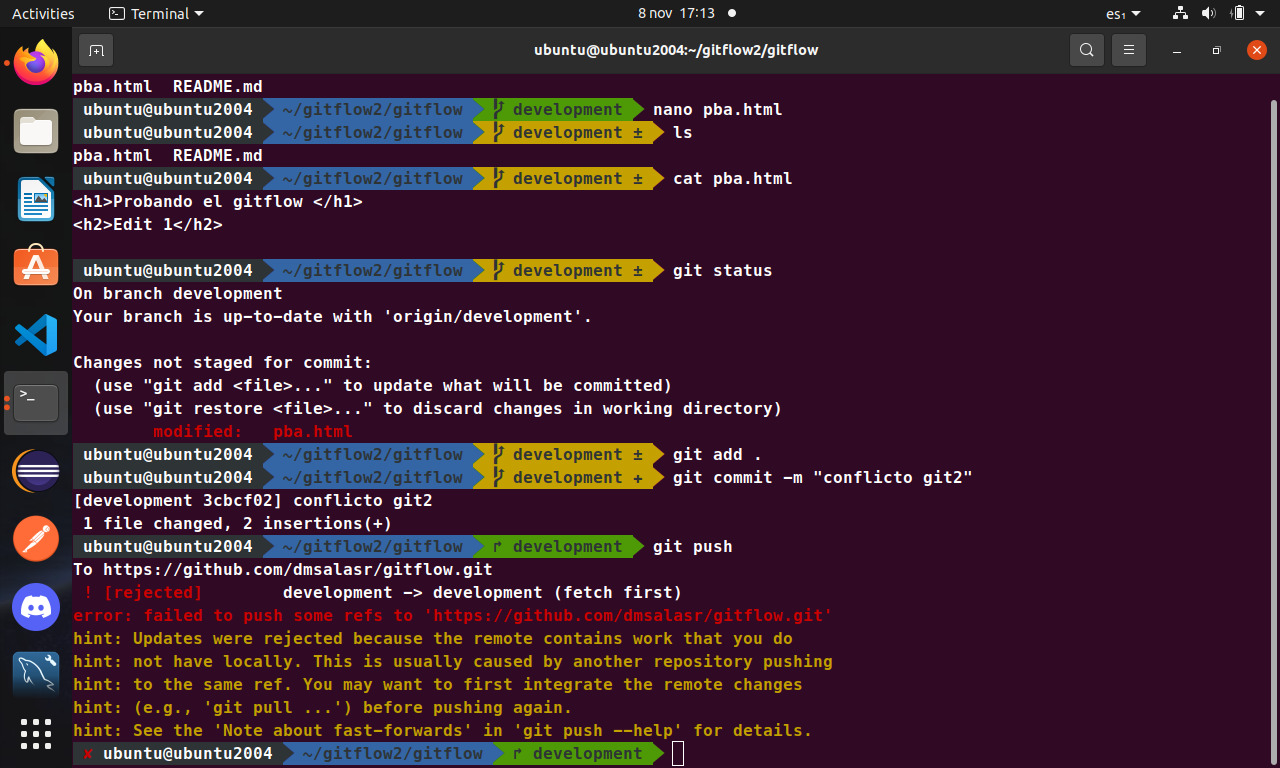 Activities Terminal 8 nov 17:13 es₁
ubuntu@ubuntu2004:~/gitflow2/gitflow
pba.html  README.md
ubuntu@ubuntu2004 ~/gitflow2/gitflow development nano pba.html
ubuntu@ubuntu2004 ~/gitflow2/gitflow development ± ls
pba.html  README.md
ubuntu@ubuntu2004 ~/gitflow2/gitflow development ± cat pba.html
<h1>Probando el gitflow </h1>
<h2>Edit 1</h2>
ubuntu@ubuntu2004 ~/gitflow2/gitflow development ± git status
On branch development
Your branch is up-to-date with 'origin/development'.
Changes not staged for commit:
  (use "git add <file>..." to update what will be committed)
  (use "git restore <file>..." to discard changes in working directory)
        modified:   pba.html
ubuntu@ubuntu2004 ~/gitflow2/gitflow development ± git add .
ubuntu@ubuntu2004 ~/gitflow2/gitflow development + git commit -m "conflicto git2"
[development 3cbcf02] conflicto git2
 1 file changed, 2 insertions(+)
ubuntu@ubuntu2004 ~/gitflow2/gitflow ↱ development git push
To https://github.com/dmsalasr/gitflow.git
 ! [rejected]        development -> development (fetch first)
error: failed to push some refs to 'https://github.com/dmsalasr/gitflow.git'
hint: Updates were rejected because the remote contains work that you do
hint: not have locally. This is usually caused by another repository pushing
hint: to the same ref. You may want to first integrate the remote changes
hint: (e.g., 'git pull ...') before pushing again.
hint: See the 'Note about fast-forwards' in 'git push --help' for details.
✘ ubuntu@ubuntu2004 ~/gitflow2/gitflow ↱ development